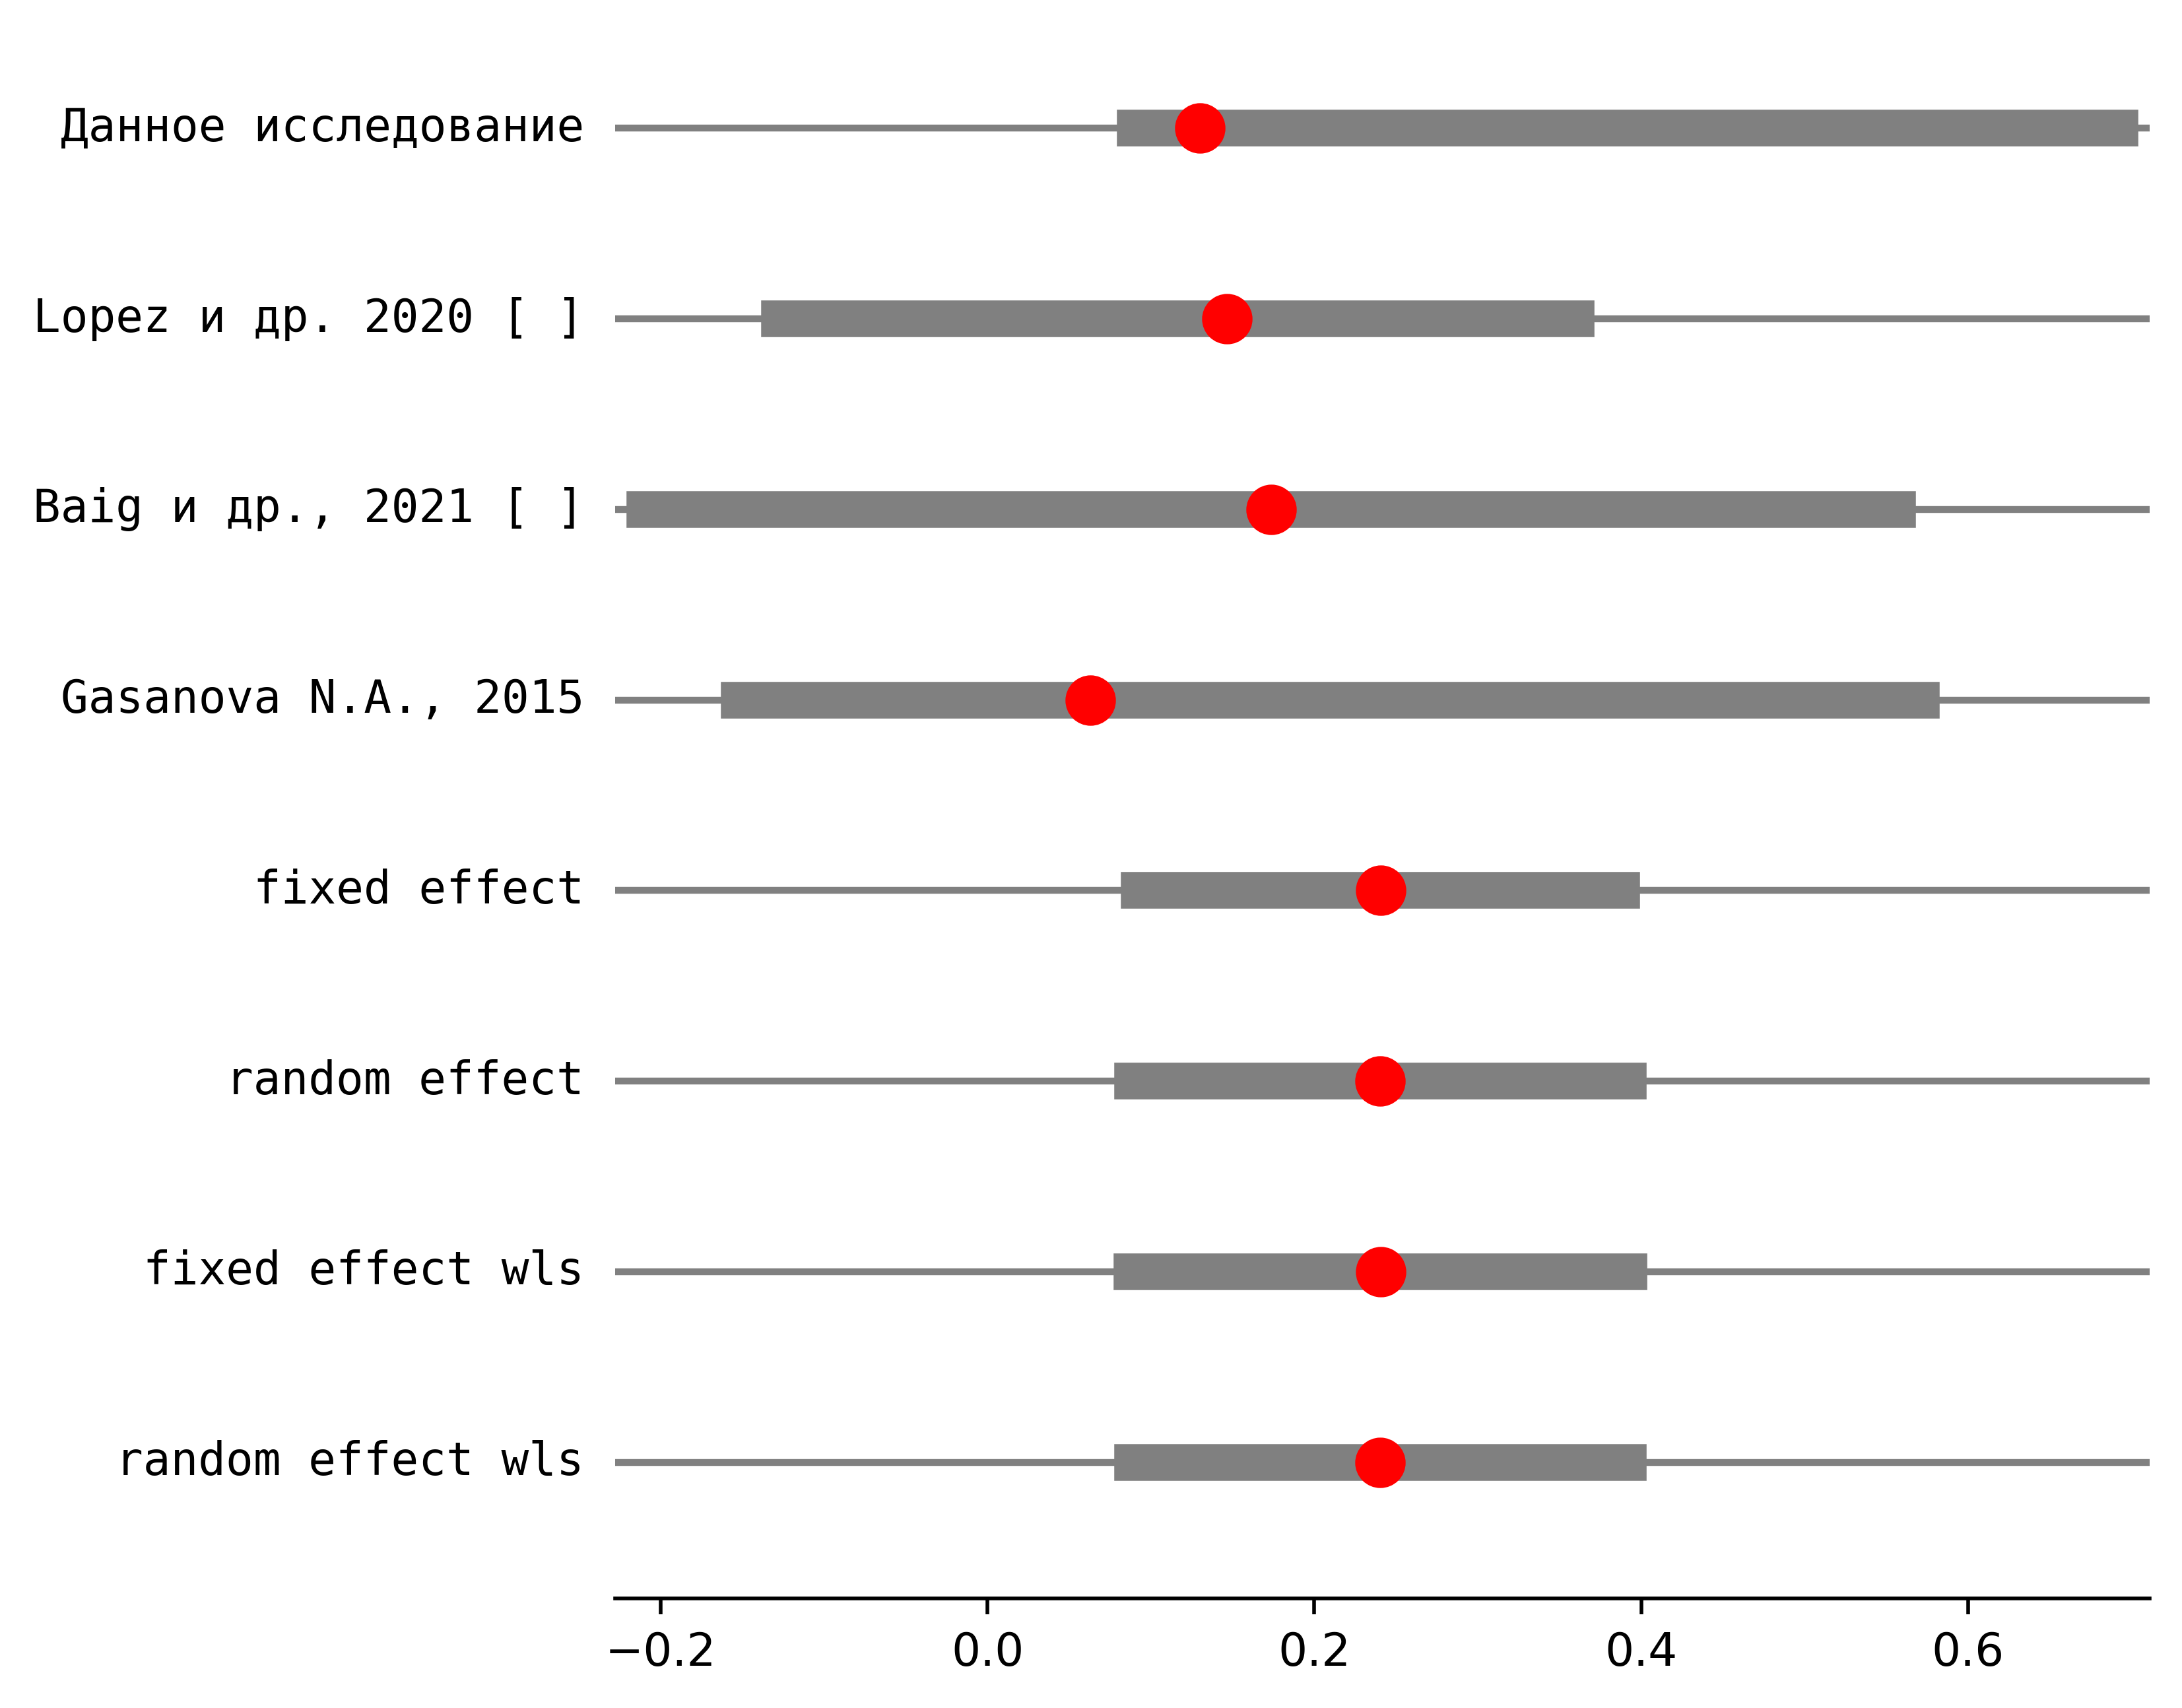 Данное исследование
Lopez и др. 2020 [ ]
Baig и др., 2021 [ ]
Gasanova N.A., 2015
fixed effect
random effect
fixed effect wls
random effect wls
−0.2 0.0 0.2 0.4 0.6